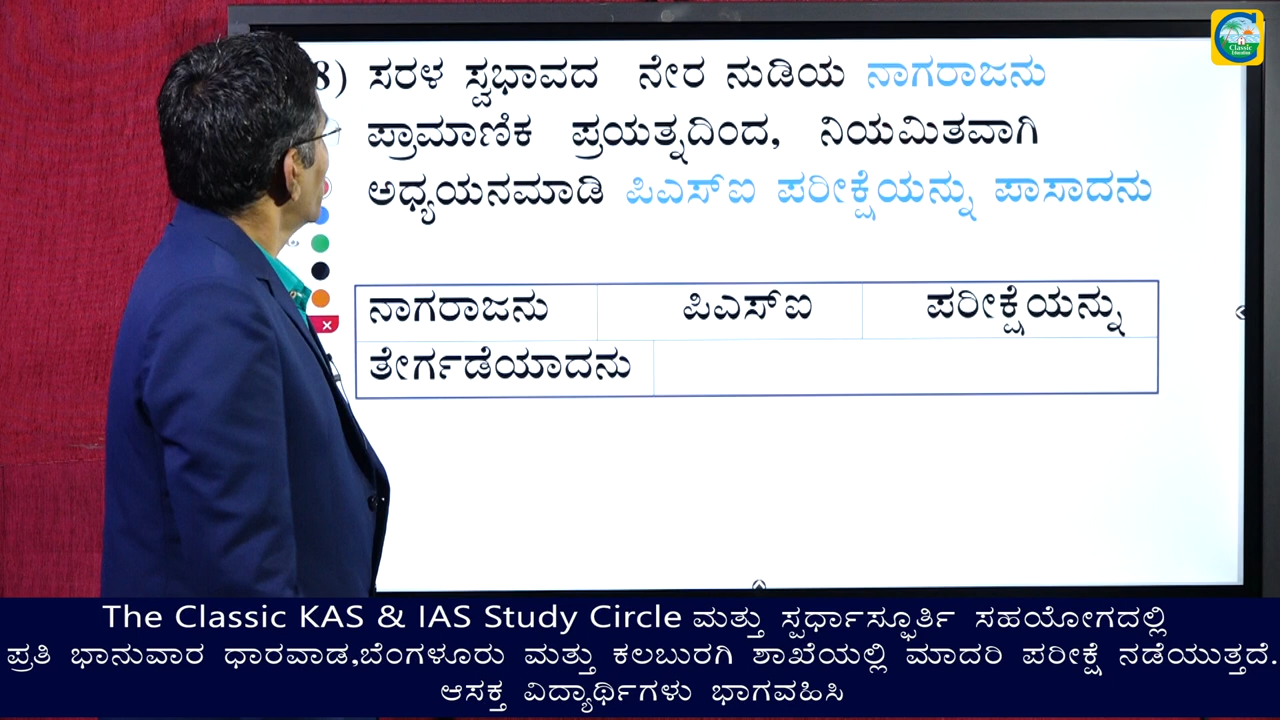 8) ಸರಳ ಸ್ವಭಾವದ ನೇರ ನುಡಿಯ ನಾಗರಾಜನು
ಪ್ರಾಮಾಣಿಕ ಪ್ರಯತ್ನದಿಂದ, ನಿಯಮಿತವಾಗಿ
ಅಧ್ಯಯನಮಾಡಿ ಪಿಎಸ್ಐ ಪರೀಕ್ಷೆಯನ್ನು ಪಾಸಾದನು
ನಾಗರಾಜನು ಪಿಎಸ್ಐ ಪರೀಕ್ಷೆಯನ್ನು
ತೇರ್ಗಡೆಯಾದನು
Classic
Education
The Classic KAS & IAS Study Circle ಮತ್ತು ಸ್ಪರ್ಧಾಸ್ಫೂರ್ತಿ ಸಹಯೋಗದಲ್ಲಿ
ಪ್ರತಿ ಭಾನುವಾರ ಧಾರವಾಡ,ಬೆಂಗಳೂರು ಮತ್ತು ಕಲಬುರಗಿ ಶಾಖೆಯಲ್ಲಿ ಮಾದರಿ ಪರೀಕ್ಷೆ ನಡೆಯುತ್ತದೆ.
ಆಸಕ್ತ ವಿದ್ಯಾರ್ಥಿಗಳು ಭಾಗವಹಿಸಿ